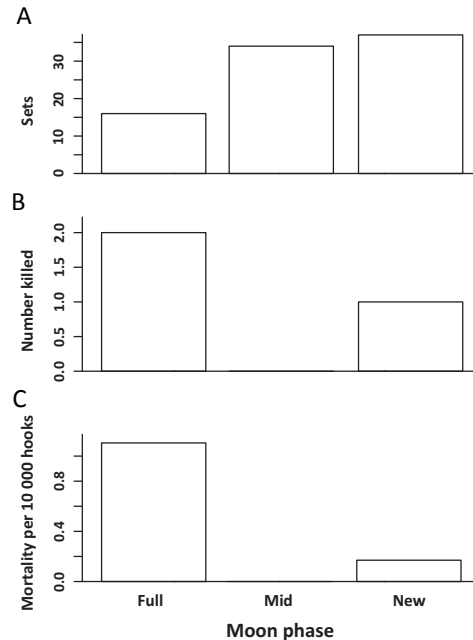 A
Sets
0
10
20
30
B
Number killed
0.0
0.5
1.0
1.5
2.0
C
Mortality per 10 000 hooks
0.0
0.4
0.8
Full Mid New
Moon phase